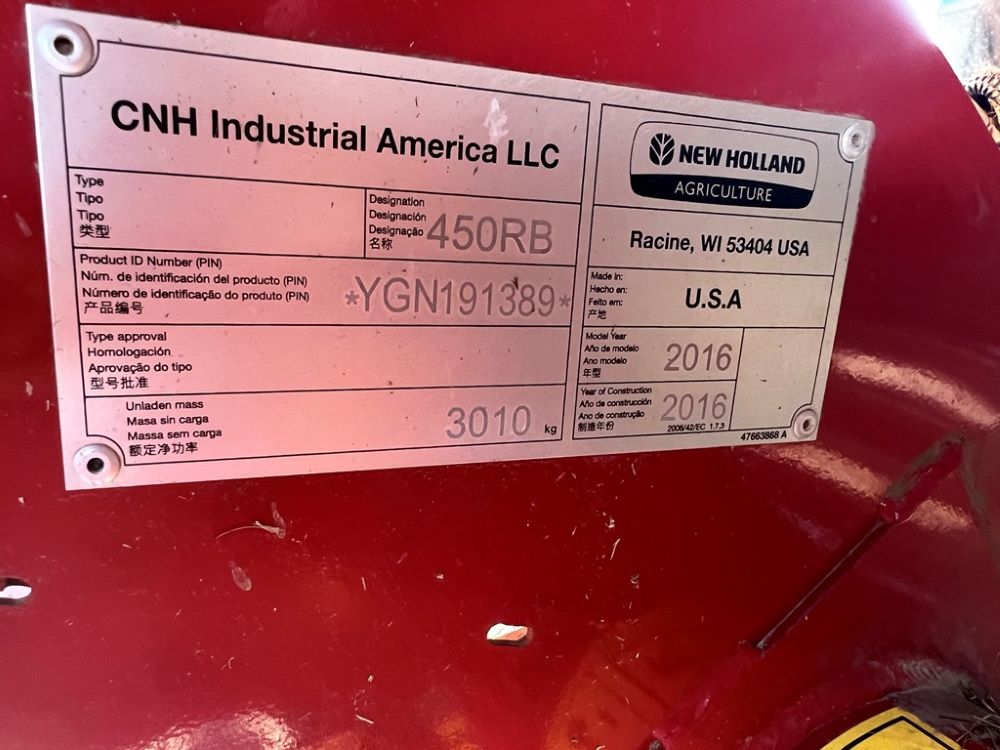 CNH Industrial America LLC
NEW HOLLAND
AGRICULTURE
Racine, WI 53404 USA
Type
Tipo
Tipo
类型
Designation
Designación
Designação
名称
450RB
Made in:
Hecho en:
Feito em:
产地
U.S.A
Product ID Number (PIN)
Núm. de identificación del producto (PIN)
Número de identificação do produto (PIN)
产品编号
*YGN191389*
Model Year
Año de modelo
Ano modelo
年型
2016
Type approval
Homologación
Aprovação do tipo
型号批准
Year of Construction
Año de construcción
Ano de construção
制造年份
2016
2006/42/EC 1.7.3
Unladen mass
Masa sin carga
Massa sem carga
额定净功率
3010 kg
47663868 A